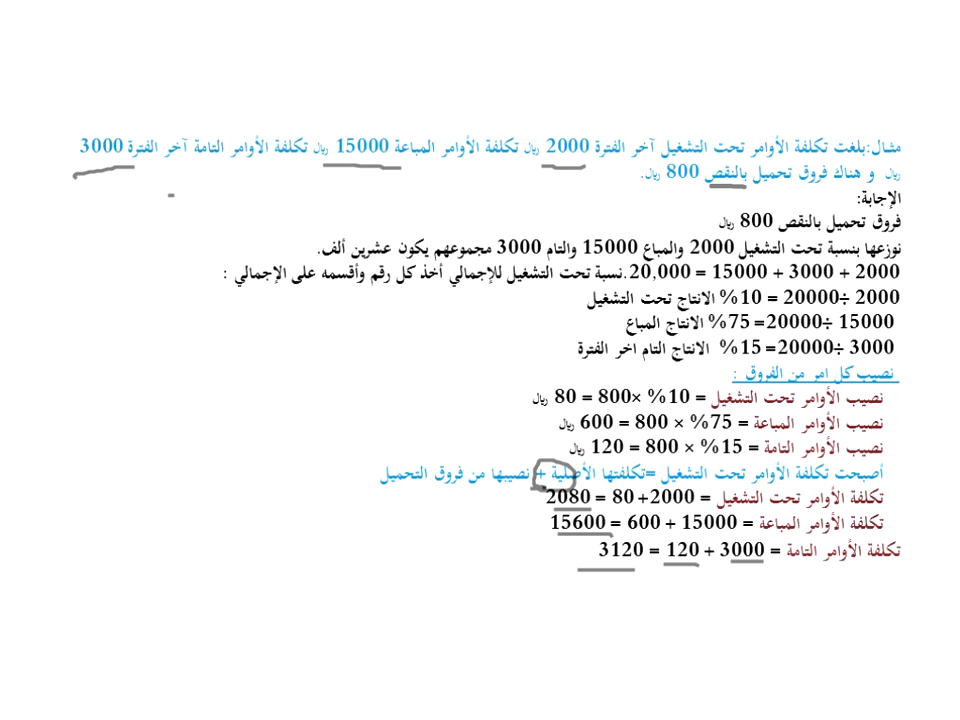 مثـال:بلغت تكلفة الأوامر تحت التشغيل آخر الفترة 2000 ريال تكلفة الأوامر المباعة 15000 ريال تكلفة الأوامر التامة آخر الفترة 3000
ريال و هناك فروق تحميل بالنقص 800 ريال.
الإجابة:
فروق تحميل بالنقص 800 ريال
نوزعها بنسبة تحت التشغيل 2000 والمباع 15000 والتام 3000 مجموعهم يكون عشرين ألف.
2000 + 3000 + 15000 = 20,000.نسبة تحت التشغيل للإجمالي أخذ كل رقم وأقسمه على الإجمالي :
2000 ÷20000 = 10% الانتاج تحت التشغيل
15000 ÷20000= 75% الانتاج المباع
3000 ÷20000= 15% الانتاج التام اخر الفترة
نصيب كل امر من الفروق :
نصيب الأوامر تحت التشغيل = 10% ×800 = 80 ريال
نصيب الأوامر المباعة = 75% × 800 = 600 ريال
نصيب الأوامر التامة = 15% × 800 = 120 ريال
أصبحت تكلفة الأوامر تحت التشغيل =تكلفتها الأصلية + نصيبها من فروق التحميل
تكلفة الأوامر تحت التشغيل = 2000+ 80 = 2080
تكلفة الأوامر المباعة = 15000 + 600 = 15600
تكلفة الأوامر التامة = 3000 + 120 = 3120